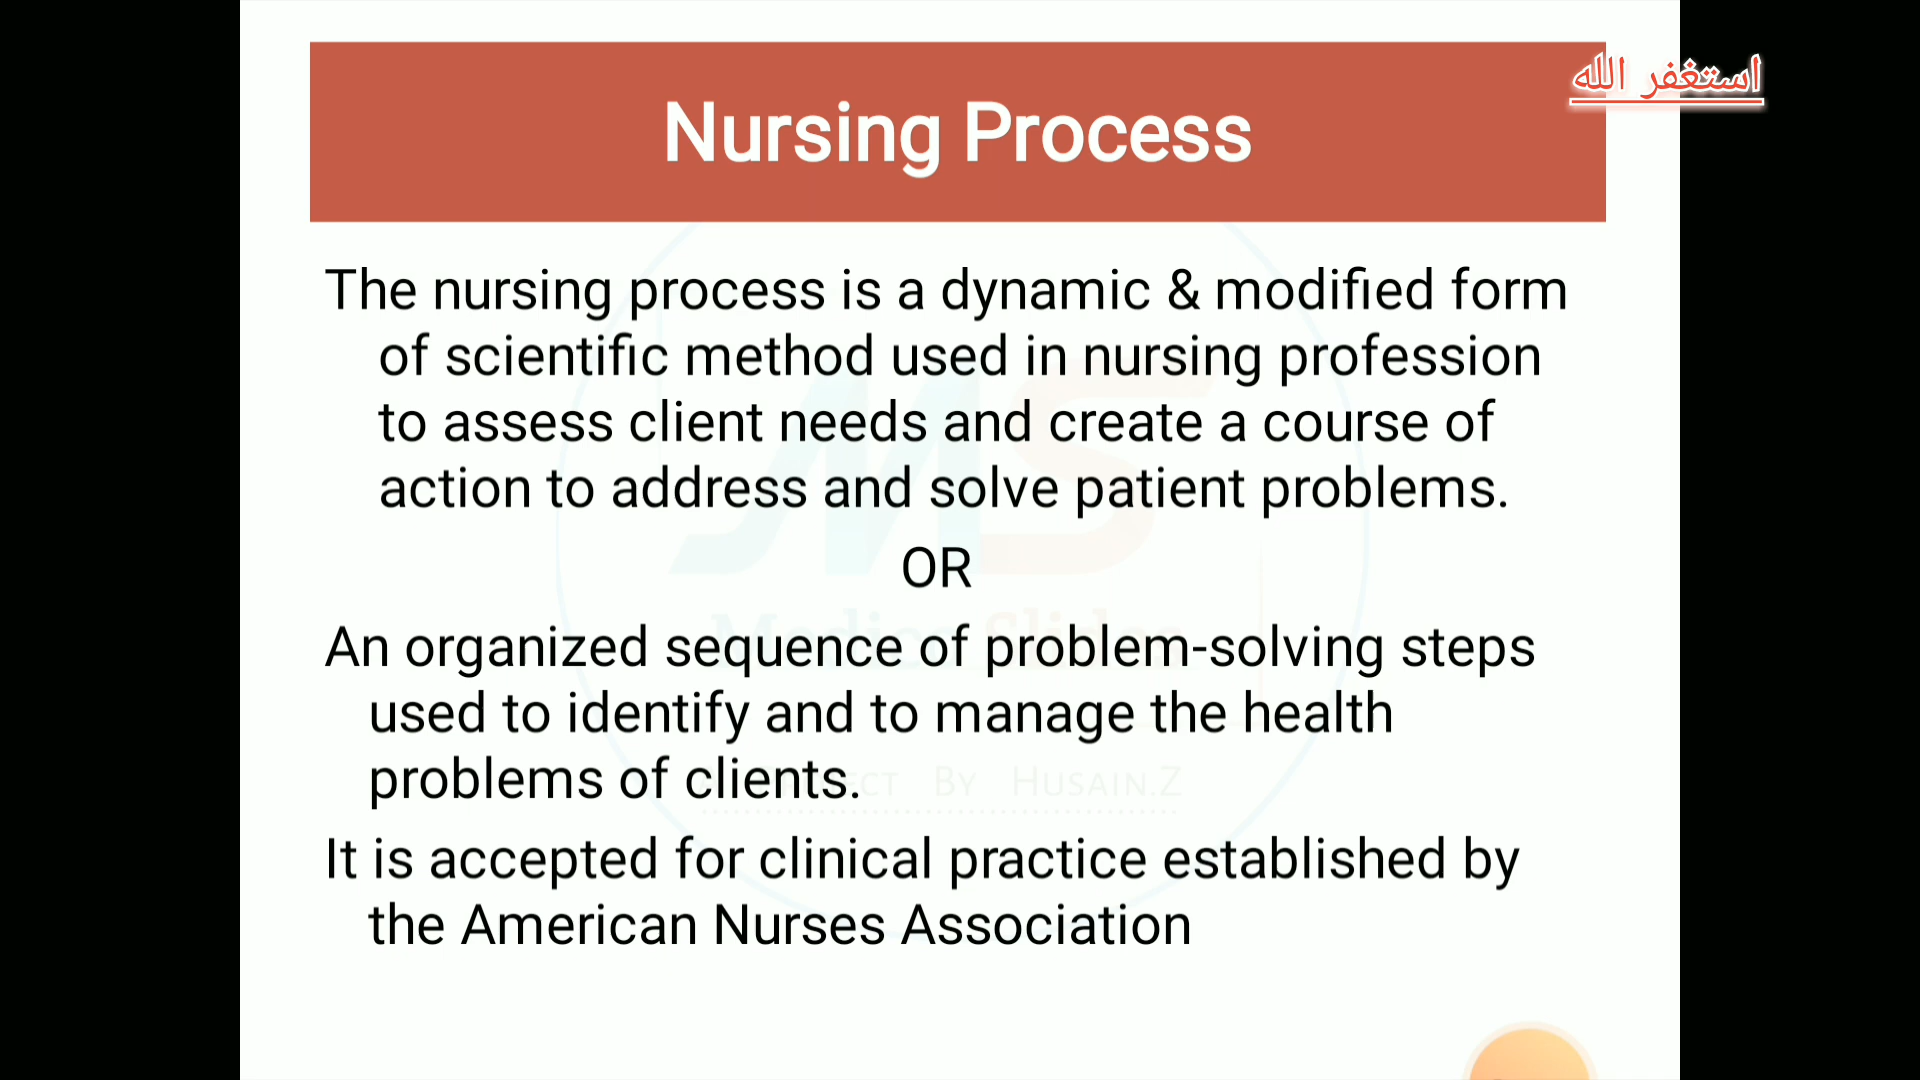 استغفر الله
Nursing Process
The nursing process is a dynamic & modified form
of scientific method used in nursing profession
to assess client needs and create a course of
action to address and solve patient problems.
OR
An organized sequence of problem-solving steps
used to identify and to manage the health
problems of clients.
It is accepted for clinical practice established by
the American Nurses Association
MS
By Husain.Z